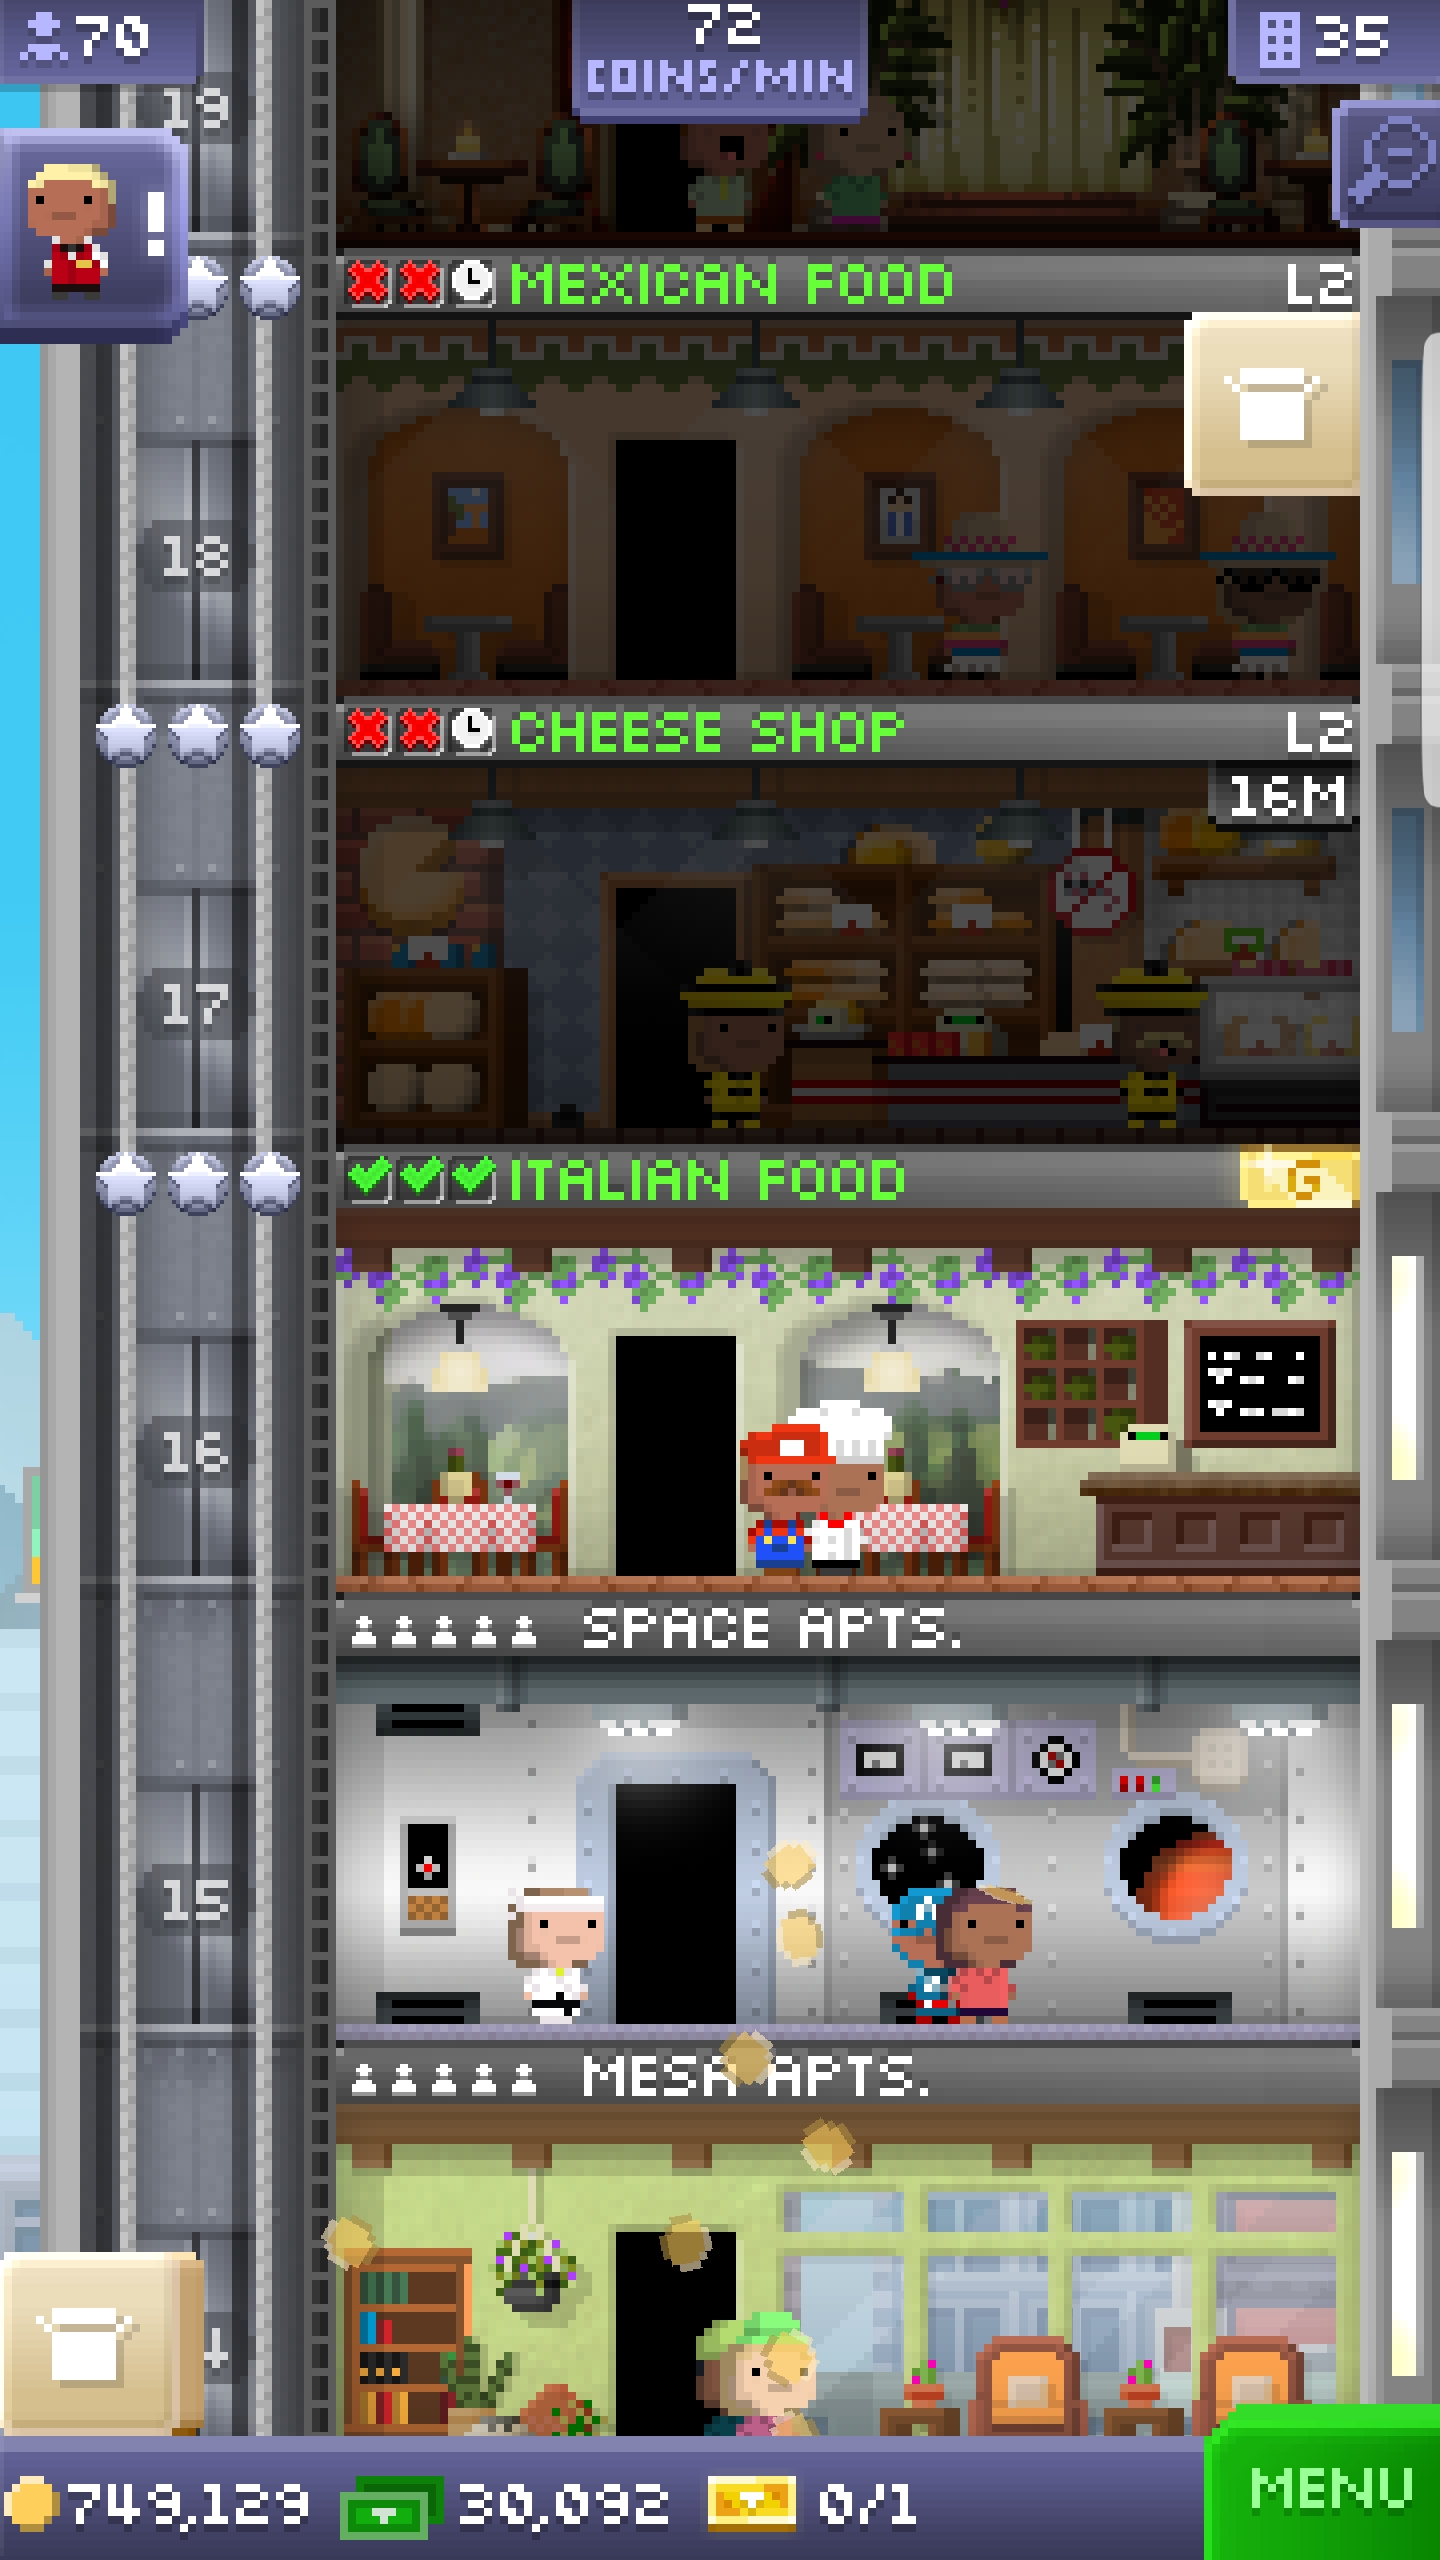 70
72
COINS/MIN
35
19
!
MEXICAN FOOD
L2
18
CHEESE SHOP
L2
16M
17
ITALIAN FOOD
G
16
SPACE APTS.
15
MESA APTS.
4
749,129
30,092
0/1
MENU